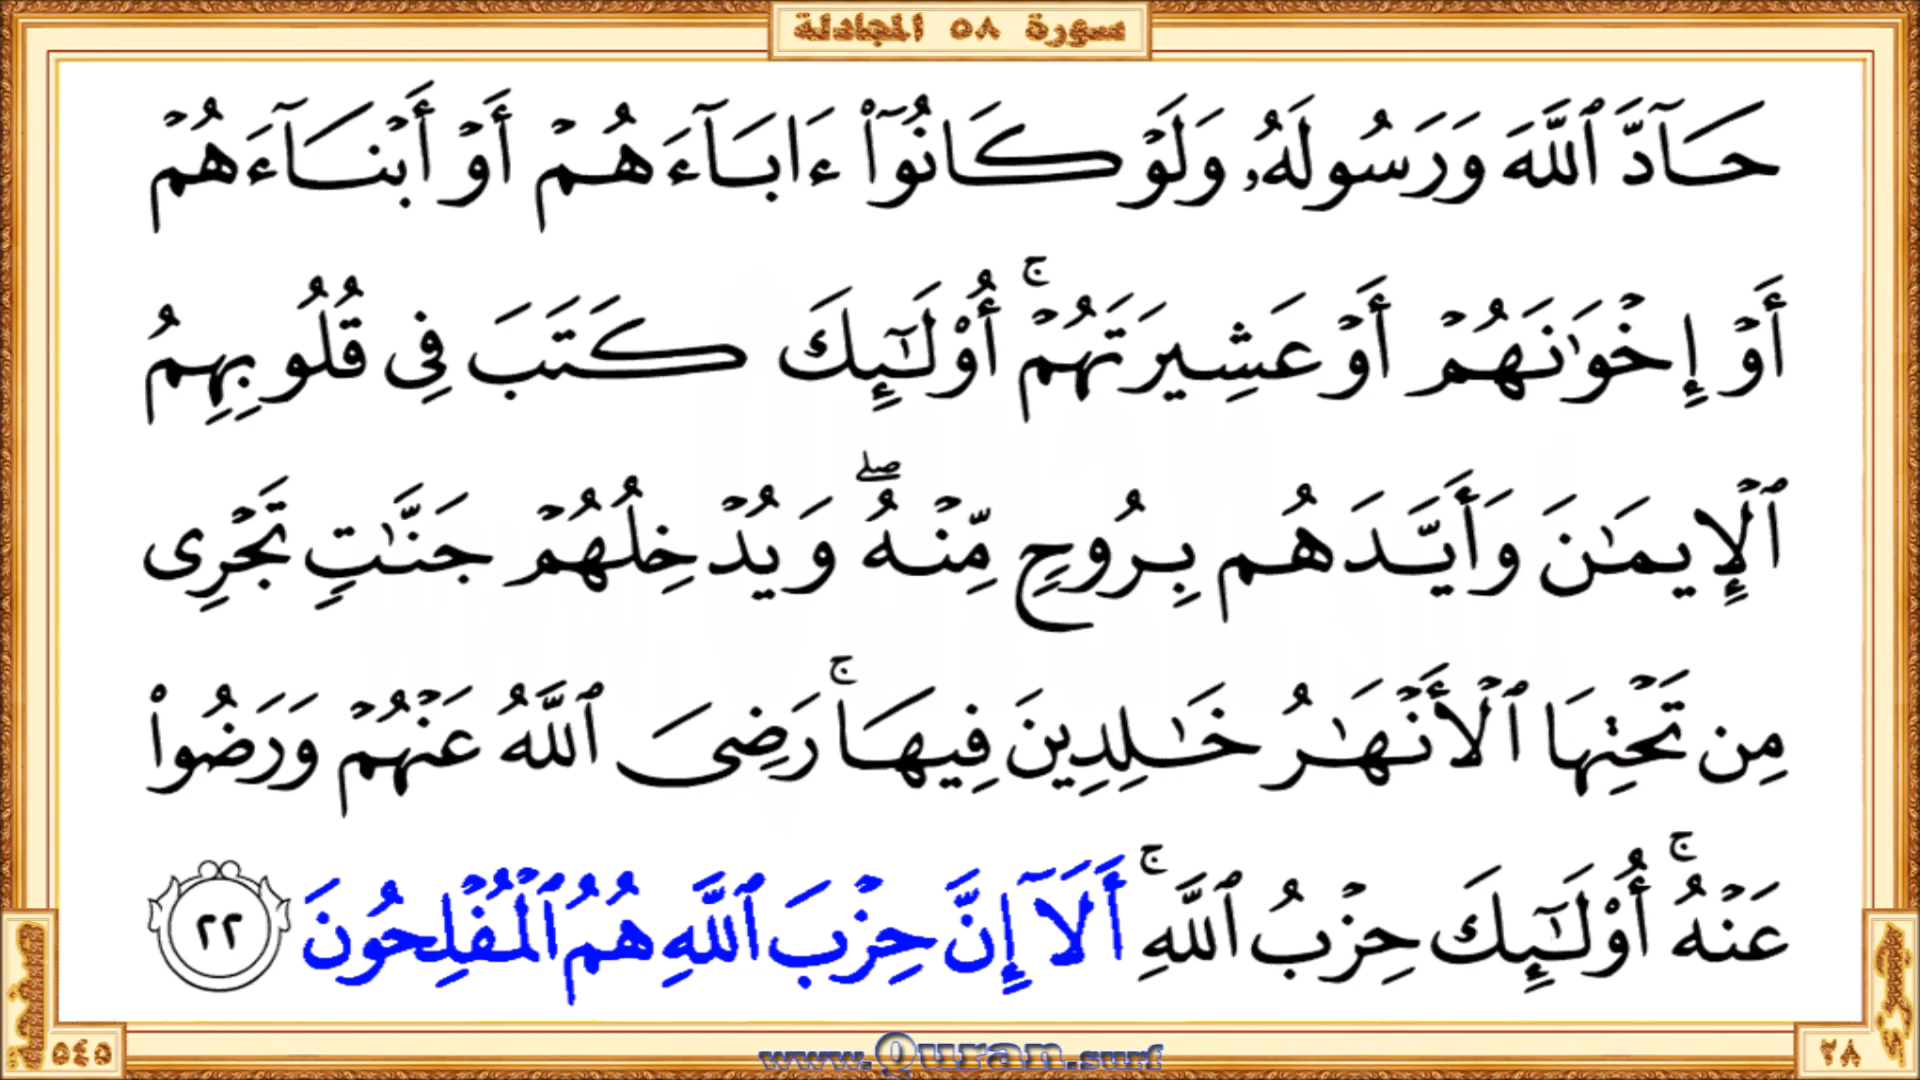 سورة ٥٨ المجادلة
حَآدَّ ٱللَّهَ وَرَسُولَهُۥ وَلَوْ كَانُوٓا۟ ءَابَآءَهُمْ أَوْ أَبْنَآءَهُمْ
أَوْ إِخْوَٰنَهُمْ أَوْ عَشِيرَتَهُمْ ۚ أُو۟لَـٰٓئِكَ كَتَبَ فِى قُلُوبِهِمُ
ٱلْإِيمَـٰنَ وَأَيَّدَهُم بِرُوحٍ مِّنْهُ ۖ وَيُدْخِلُهُمْ جَنَّـٰتٍ تَجْرِى
مِن تَحْتِهَا ٱلْأَنْهَـٰرُ خَـٰلِدِينَ فِيهَا ۚ رَضِىَ ٱللَّهُ عَنْهُمْ وَرَضُوا۟
عَنْهُ ۚ أُو۟لَـٰٓئِكَ حِزْبُ ٱللَّهِ ۚ أَلَآ إِنَّ حِزْبَ ٱللَّهِ هُمُ ٱلْمُفْلِحُونَ ٢٢
٢٨
الصفحة ٥٤٥
www.Quran.surf